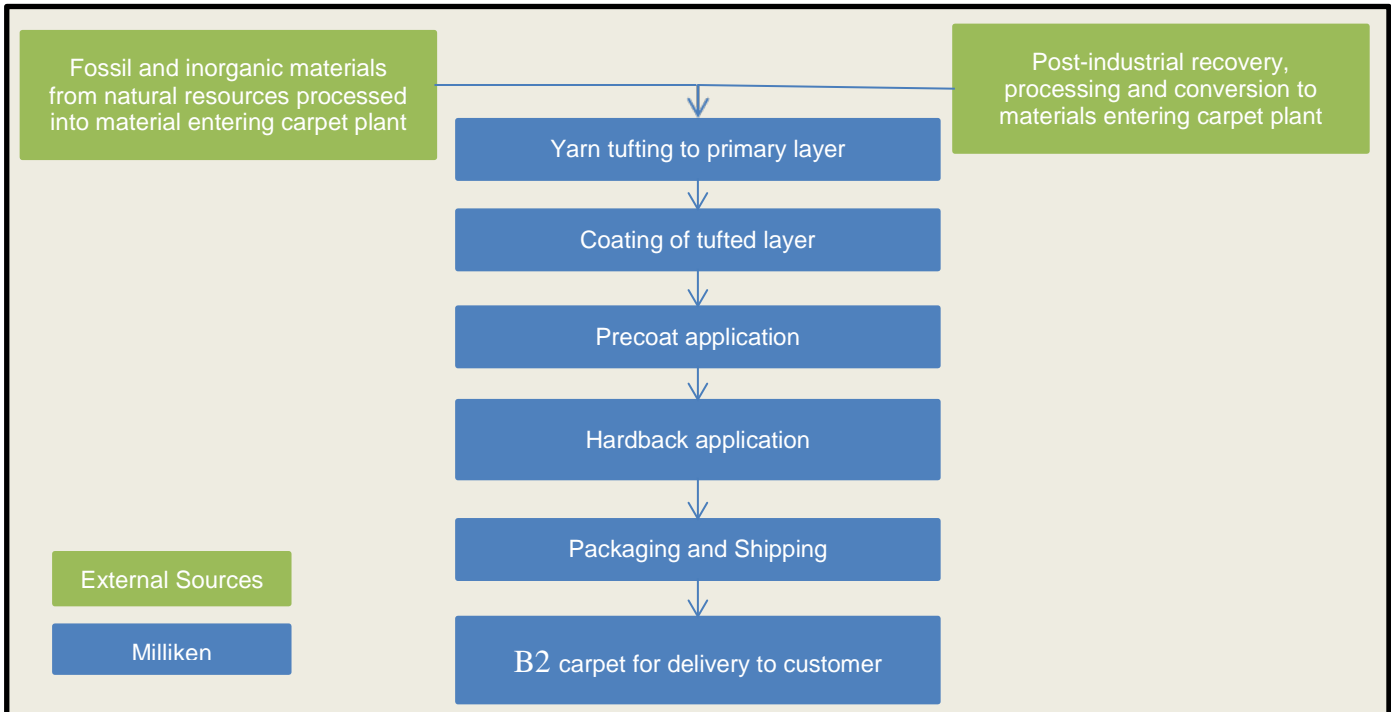 Fossil and inorganic materials
from natural resources processed
into material entering carpet plant
Post-industrial recovery,
processing and conversion to
materials entering carpet plant
Yarn tufting to primary layer
Coating of tufted layer
Precoat application
Hardback application
Packaging and Shipping
B2 carpet for delivery to customer
External Sources
Milliken